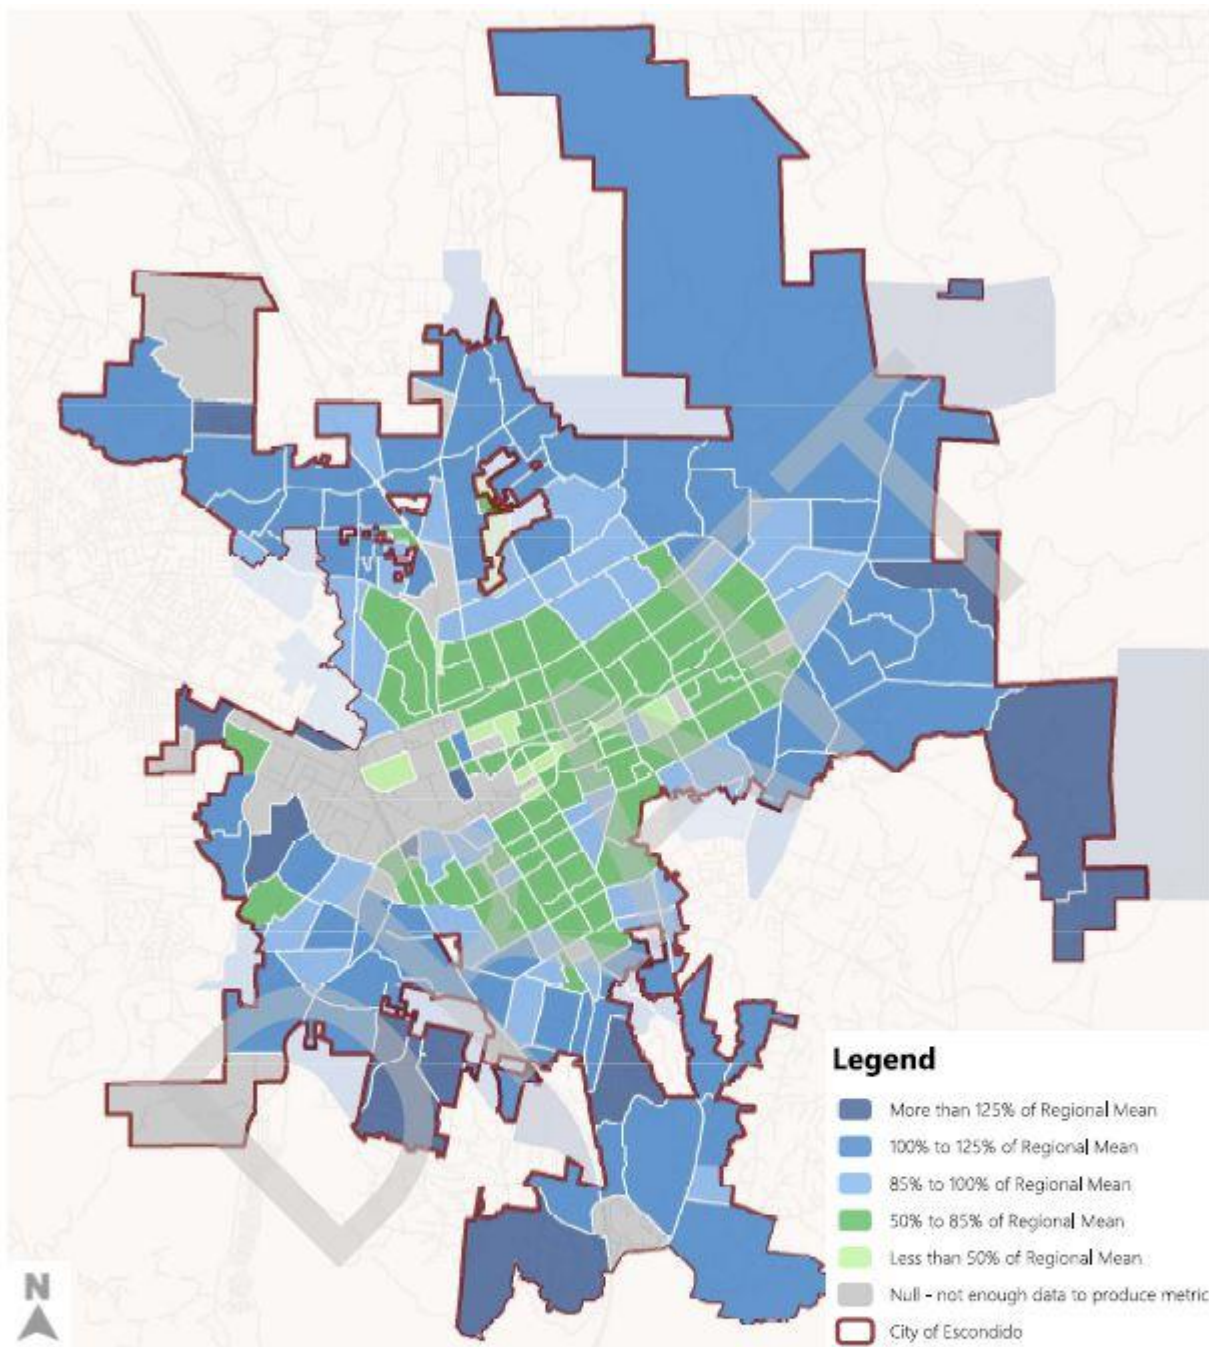 Legend
More than 125% of Regional Mean
100% to 125% of Regional Mean
85% to 100% of Regional Mean
50% to 85% of Regional Mean
Less than 50% of Regional Mean
Null - not enough data to produce metric
City of Escondido
N